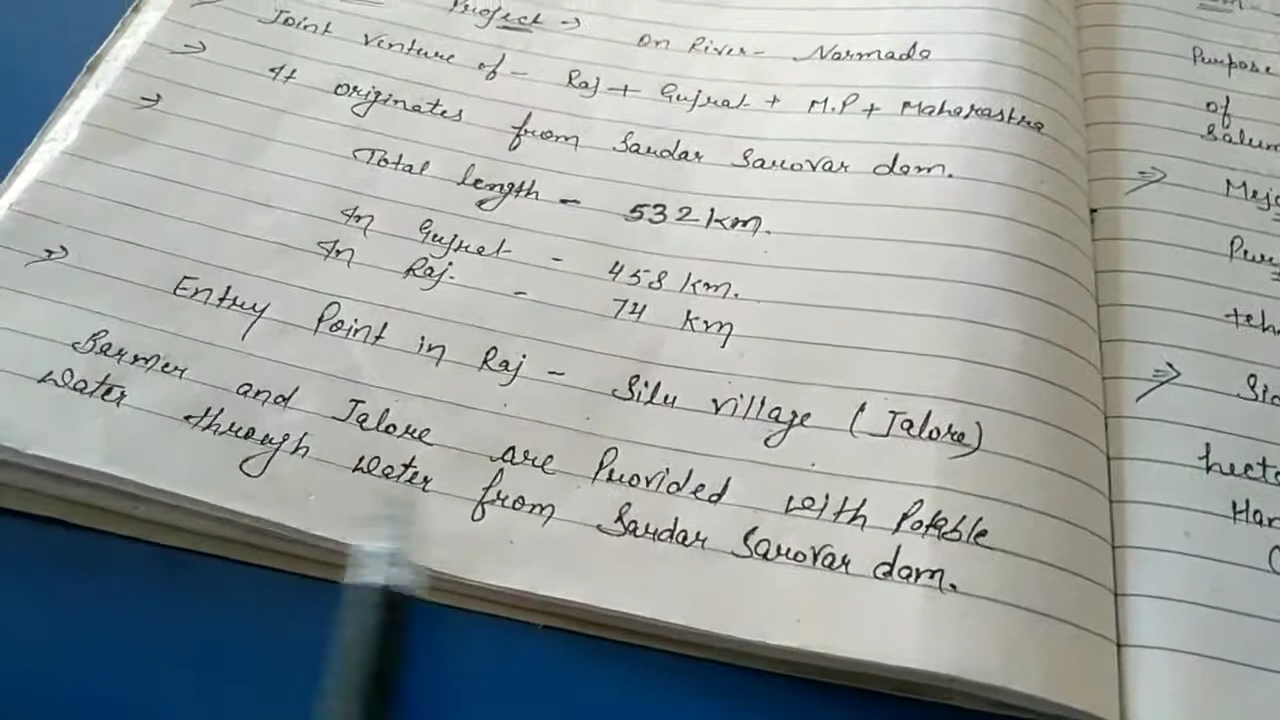 Project → On River - Narmada
⇒ Joint venture of - Raj + Gujrat + M.P + Maharastra
⇒ It originates from Sardar Sarovar dam.
Total length - 532 km.
In Gujrat - 458 km.
In Raj. - 74 km
⇒ Entry Point in Raj - Silu village (Jalore)
Barmer and Jalore are Provided with Potable
water through water from Sardar Sarovar dam.
Purpose
of
⇒
⇒